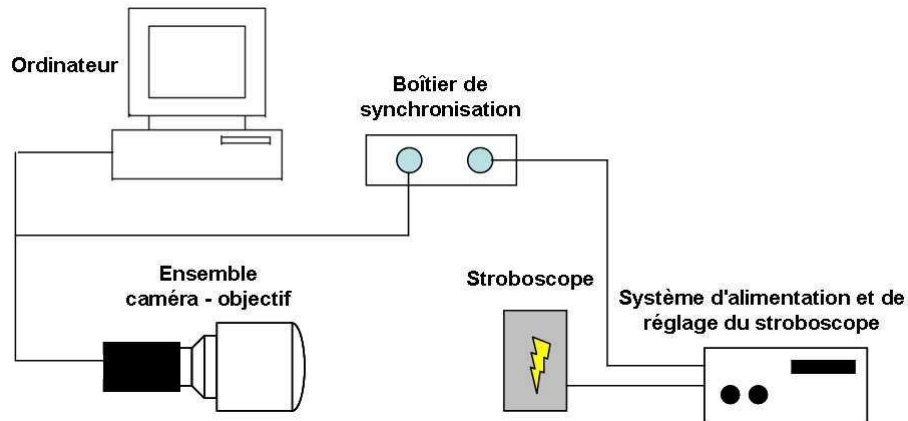 Ordinateur
Boîtier de
synchronisation
Ensemble
caméra - objectif
Stroboscope
Système d'alimentation et de
réglage du stroboscope